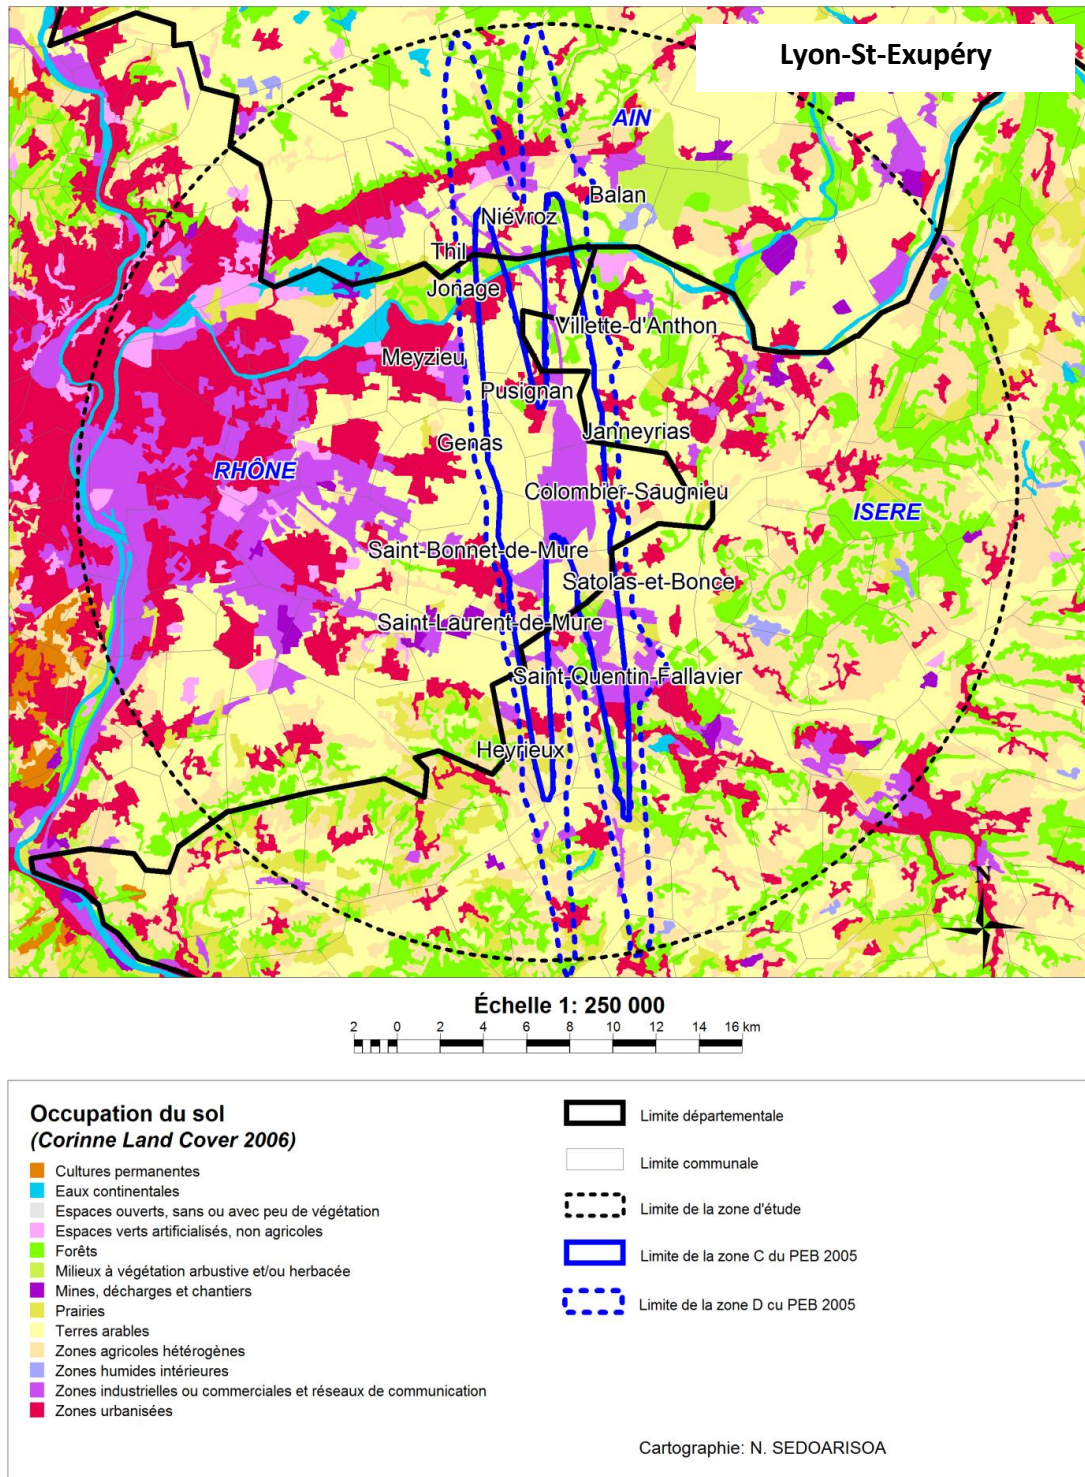 Lyon-St-Exupéry
AIN
Balan
Niévroz
Thil
Jonage
Villette-d'Anthon
Meyzieu
Pusignan
Janneyrias
Genas
RHÔNE
Colombier-Saugnieu
ISERE
Saint-Bonnet-de-Mure
Satolas-et-Bonce
Saint-Laurent-de-Mure
Saint-Quentin-Fallavier
Heyrieux
N
Échelle 1: 250 000
2 0 2 4 6 8 10 12 14 16 km
Occupation du sol
(Corinne Land Cover 2006)
Cultures permanentes
Eaux continentales
Espaces ouverts, sans ou avec peu de végétation
Espaces verts artificialisés, non agricoles
Forêts
Milieux à végétation arbustive et/ou herbacée
Mines, décharges et chantiers
Prairies
Terres arables
Zones agricoles hétérogènes
Zones humides intérieures
Zones industrielles ou commerciales et réseaux de communication
Zones urbanisées
Limite départementale
Limite communale
Limite de la zone d'étude
Limite de la zone C du PEB 2005
Limite de la zone D cu PEB 2005
Cartographie: N. SEDOARISOA